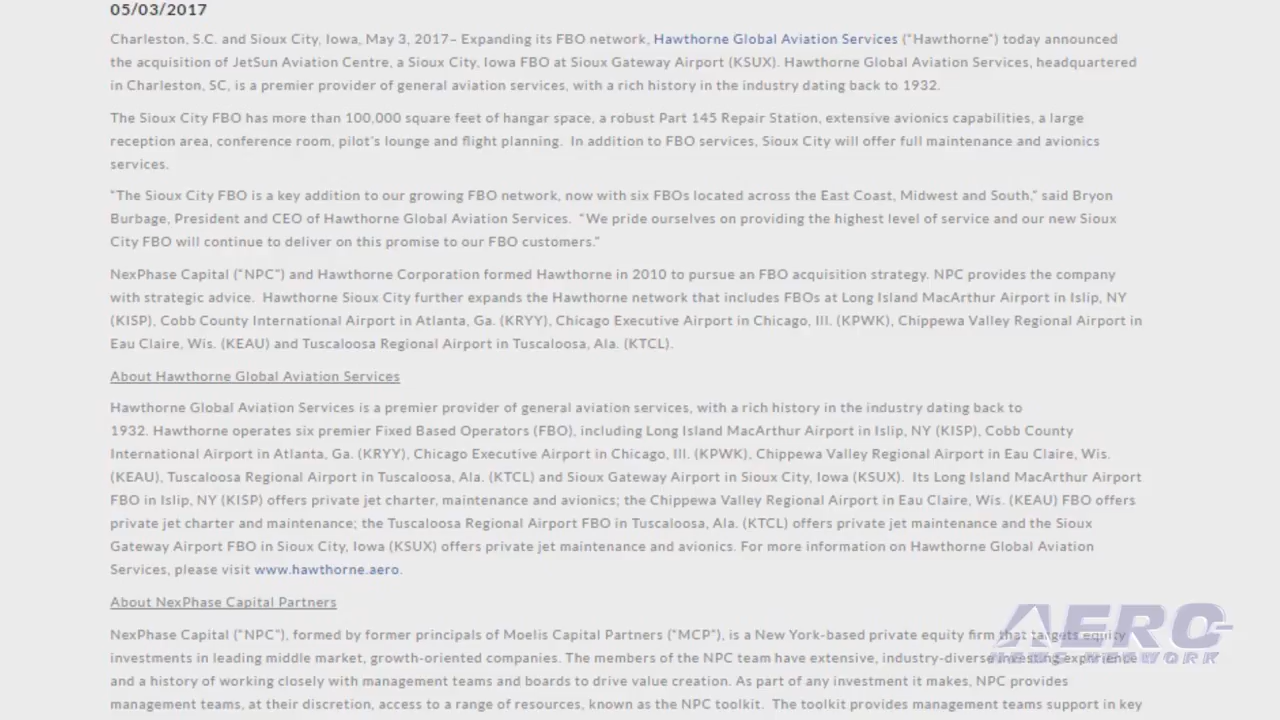 05/03/2017
Charleston, S.C. and Sioux City, Iowa, May 3, 2017– Expanding its FBO network, Hawthorne Global Aviation Services (“Hawthorne”) today announced
the acquisition of JetSun Aviation Centre, a Sioux City, Iowa FBO at Sioux Gateway Airport (KSUX). Hawthorne Global Aviation Services, headquartered
in Charleston, SC, is a premier provider of general aviation services, with a rich history in the industry dating back to 1932.
The Sioux City FBO has more than 100,000 square feet of hangar space, a robust Part 145 Repair Station, extensive avionics capabilities, a large
reception area, conference room, pilot’s lounge and flight planning.  In addition to FBO services, Sioux City will offer full maintenance and avionics
services.
“The Sioux City FBO is a key addition to our growing FBO network, now with six FBOs located across the East Coast, Midwest and South,” said Bryon
Burbage, President and CEO of Hawthorne Global Aviation Services.  “We pride ourselves on providing the highest level of service and our new Sioux
City FBO will continue to deliver on this promise to our FBO customers.”
NexPhase Capital (“NPC”) and Hawthorne Corporation formed Hawthorne in 2010 to pursue an FBO acquisition strategy. NPC provides the company
with strategic advice.  Hawthorne Sioux City further expands the Hawthorne network that includes FBOs at Long Island MacArthur Airport in Islip, NY
(KISP), Cobb County International Airport in Atlanta, Ga. (KRYY), Chicago Executive Airport in Chicago, Ill. (KPWK), Chippewa Valley Regional Airport in
Eau Claire, Wis. (KEAU) and Tuscaloosa Regional Airport in Tuscaloosa, Ala. (KTCL).
About Hawthorne Global Aviation Services
Hawthorne Global Aviation Services is a premier provider of general aviation services, with a rich history in the industry dating back to
1932. Hawthorne operates six premier Fixed Based Operators (FBO), including Long Island MacArthur Airport in Islip, NY (KISP), Cobb County
International Airport in Atlanta, Ga. (KRYY), Chicago Executive Airport in Chicago, Ill. (KPWK), Chippewa Valley Regional Airport in Eau Claire, Wis.
(KEAU), Tuscaloosa Regional Airport in Tuscaloosa, Ala. (KTCL) and Sioux Gateway Airport in Sioux City, Iowa (KSUX).  Its Long Island MacArthur Airport
FBO in Islip, NY (KISP) offers private jet charter, maintenance and avionics; the Chippewa Valley Regional Airport in Eau Claire, Wis. (KEAU) FBO offers
private jet charter and maintenance; the Tuscaloosa Regional Airport FBO in Tuscaloosa, Ala. (KTCL) offers private jet maintenance and the Sioux
Gateway Airport FBO in Sioux City, Iowa (KSUX) offers private jet maintenance and avionics. For more information on Hawthorne Global Aviation
Services, please visit www.hawthorne.aero.
About NexPhase Capital Partners
NexPhase Capital (“NPC”), formed by former principals of Moelis Capital Partners (“MCP”), is a New York-based private equity firm that targets equity
investments in leading middle market, growth-oriented companies. The members of the NPC team have extensive, industry-diverse investing experience
and a history of working closely with management teams and boards to drive value creation. As part of any investment it makes, NPC provides
management teams, at their discretion, access to a range of resources, known as the NPC toolkit.  The toolkit provides management teams support in key
AERO
NEWS NETWORK